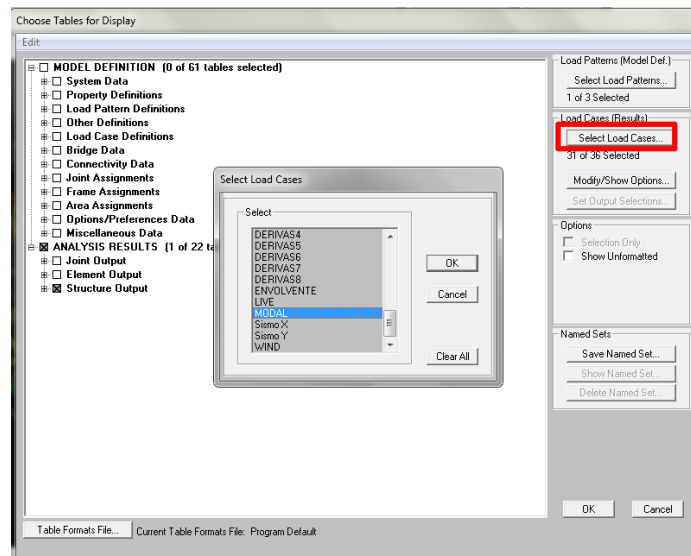 Choose Tables for Display
Edit
MODEL DEFINITION (0 of 61 tables selected)
System Data
Property Definitions
Load Pattern Definitions
Other Definitions
Load Case Definitions
Bridge Data
Connectivity Data
Joint Assignments
Frame Assignments
Area Assignments
Options/Preferences Data
Miscellaneous Data
ANALYSIS RESULTS (1 of 22 ta
Joint Output
Element Output
Structure Output
Select Load Cases
Select
DERIVAS4
DERIVAS5
DERIVAS6
DERIVAS7
DERIVAS8
ENVOLVENTE
LIVE
MODAL
Sismo X
Sismo Y
WIND
OK
Cancel
Clear All
Load Patterns (Model Def.)
Select Load Patterns...
1 of 3 Selected
Load Cases (Results)
Select Load Cases...
31 of 36 Selected
Modify/Show Options...
Set Output Selections...
Options
Selection Only
Show Unformatted
Named Sets
Save Named Set...
Show Named Set...
Delete Named Set...
OK
Cancel
Table Formats File...
Current Table Formats File: Program Default